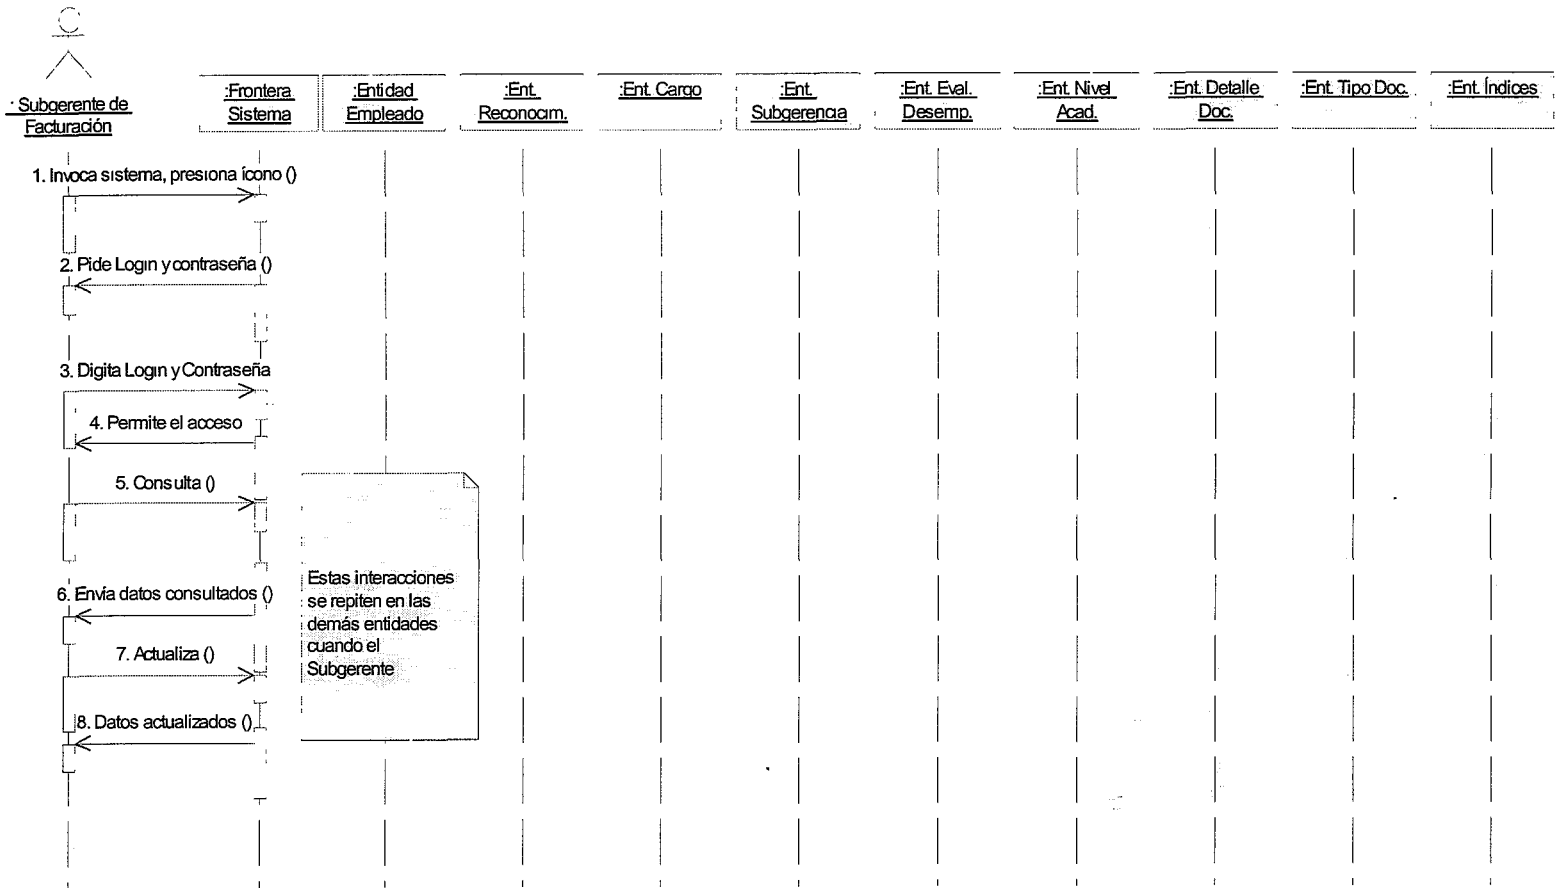 : Subgerente de
Facturación
:Frontera
Sistema
:Entidad
Empleado
:Ent.
Reconocim.
:Ent. Cargo
:Ent.
Subgerencia
:Ent. Eval.
Desemp.
:Ent. Nivel
Acad.
:Ent. Detalle
Doc.
:Ent. Tipo Doc.
:Ent. Índices
1. Invoca sistema, presiona ícono ()
2. Pide Login y contraseña ()
3. Digita Login y Contraseña
4. Permite el acceso
5. Consulta ()
6. Envía datos consultados ()
7. Actualiza ()
8. Datos actualizados ()
Estas interacciones
se repiten en las
demás entidades
cuando el
Subgerente